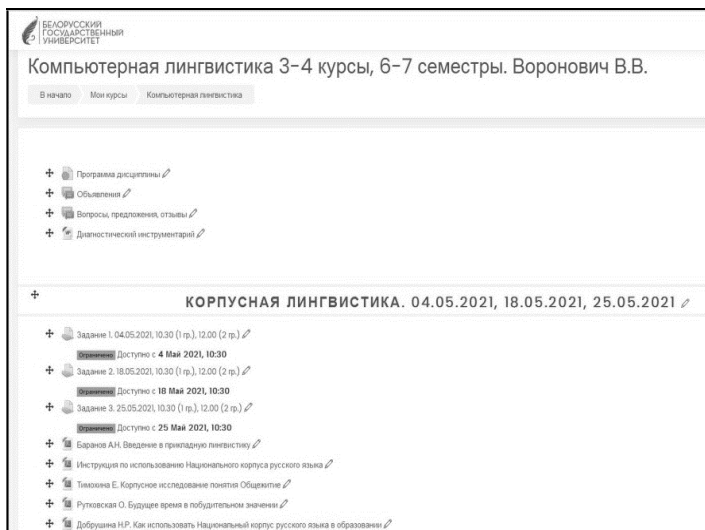 БЕЛОРУССКИЙ
ГОСУДАРСТВЕННЫЙ
УНИВЕРСИТЕТ
Компьютерная лингвистика 3-4 курсы, 6-7 семестры. Воронович В.В.
В начало Мои курсы Компьютерная лингвистика
Программа дисциплины
Объявления
Вопросы, предложения, отзывы
Диагностический инструментарий
КОРПУСНАЯ ЛИНГВИСТИКА. 04.05.2021, 18.05.2021, 25.05.2021
Задание 1. 04.05.2021, 10.30 (1 гр.), 12.00 (2 гр.)
Ограничено Доступно с 4 Май 2021, 10:30
Задание 2. 18.05.2021, 10.30 (1 гр.), 12.00 (2 гр.)
Ограничено Доступно с 18 Май 2021, 10:30
Задание 3. 25.05.2021, 10.30 (1 гр.), 12.00 (2 гр.)
Ограничено Доступно с 25 Май 2021, 10:30
Баранов А.Н. Введение в прикладную лингвистику
Инструкция по использованию Национального корпуса русского языка
Тимохина Е. Корпусное исследование понятия Общежитие
Рутковская О. Будущее время в побудительном значении
Добрушина Н.Р. Как использовать Национальный корпус русского языка в образовании